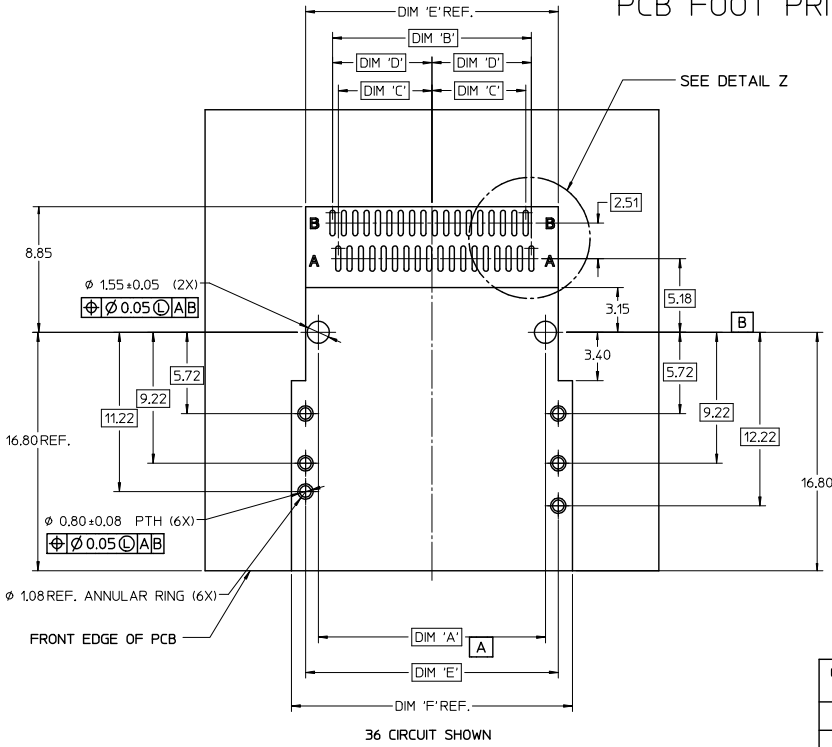 PCB FOOT PRI
DIM 'E' REF.
DIM 'B'
DIM 'D' DIM 'D'
DIM 'C' DIM 'C'
SEE DETAIL Z
2.51
B B
A A
8.85
⌀ 1.55±0.05 (2X)
⌖ ⌀ 0.05 Ⓛ A B
3.15
5.18
B
3.40
5.72
5.72
9.22
9.22
11.22
12.22
16.80 REF.
16.80
⌀ 0.80±0.08 PTH (6X)
⌖ ⌀ 0.05 Ⓛ A B
⌀ 1.08 REF. ANNULAR RING (6X)
FRONT EDGE OF PCB
DIM 'A'
A
DIM 'E'
DIM 'F' REF.
36 CIRCUIT SHOWN